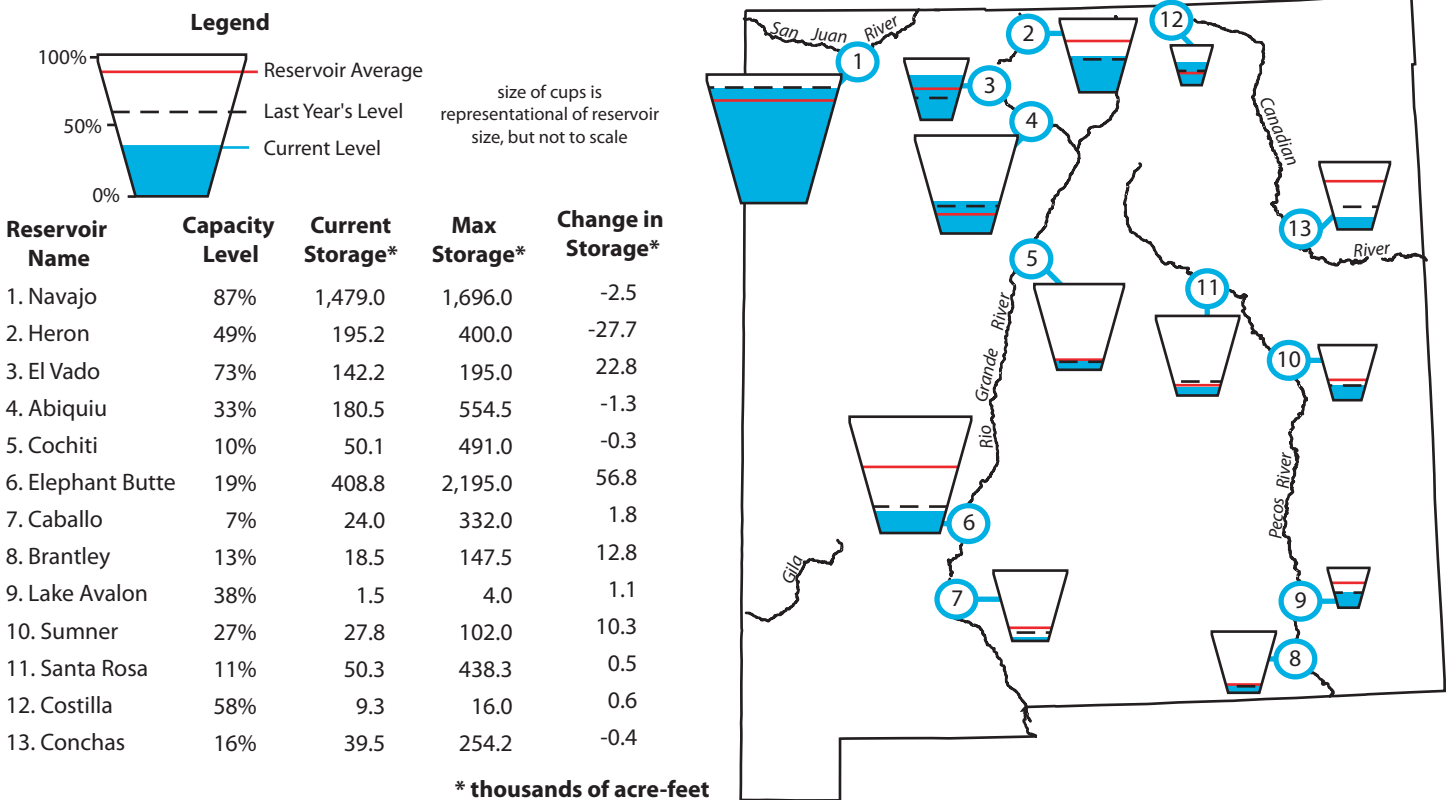 Legend
100%
50%
0%
Reservoir Average
Last Year's Level
Current Level
size of cups is
representational of reservoir
size, but not to scale
Reservoir Name Capacity Level Current Storage* Max Storage* Change in Storage*
1. Navajo 87% 1,479.0 1,696.0 -2.5
2. Heron 49% 195.2 400.0 -27.7
3. El Vado 73% 142.2 195.0 22.8
4. Abiquiu 33% 180.5 554.5 -1.3
5. Cochiti 10% 50.1 491.0 -0.3
6. Elephant Butte 19% 408.8 2,195.0 56.8
7. Caballo 7% 24.0 332.0 1.8
8. Brantley 13% 18.5 147.5 12.8
9. Lake Avalon 38% 1.5 4.0 1.1
10. Sumner 27% 27.8 102.0 10.3
11. Santa Rosa 11% 50.3 438.3 0.5
12. Costilla 58% 9.3 16.0 0.6
13. Conchas 16% 39.5 254.2 -0.4
* thousands of acre-feet
San Juan River
1
2
12
3
4
Canadian
13
River
5
11
Rio Grande River
10
6
Pecos River
Gila
7
9
8